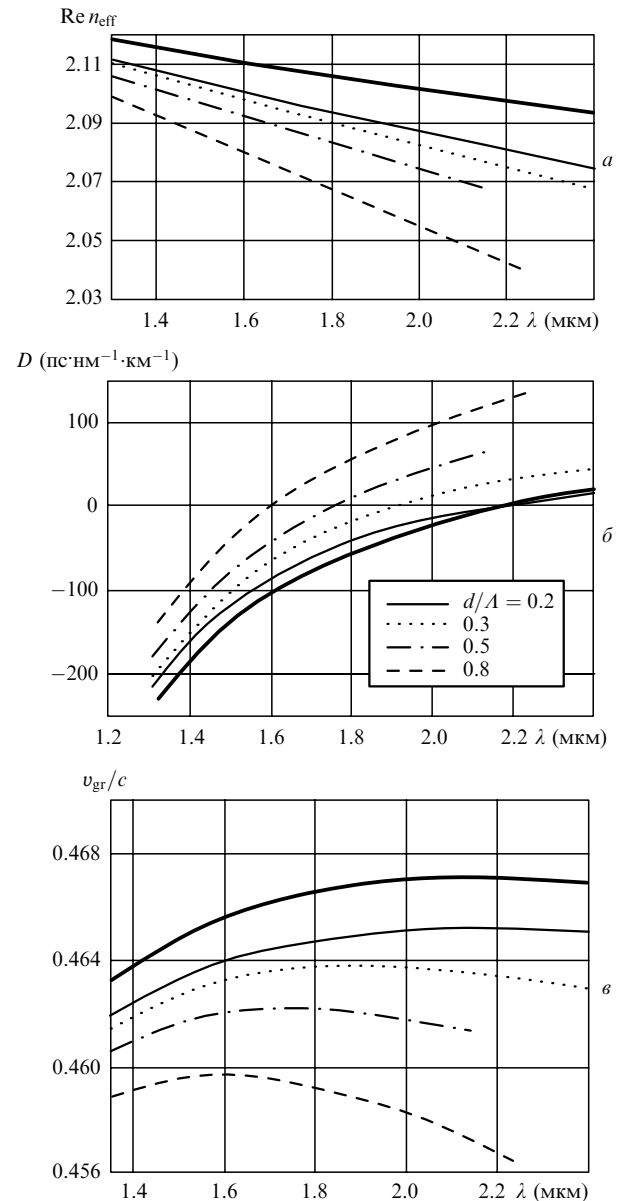 Re n_eff
2.11
2.09
2.07
2.05
2.03
1.4 1.6 1.8 2.0 2.2 λ (мкм)
а
D (пс·нм⁻¹·км⁻¹)
100
0
−100
−200
1.2 1.4 1.6 1.8 2.0 2.2 λ (мкм)
б
d/Λ = 0.2
0.3
0.5
0.8
υ_gr/c
0.468
0.464
0.460
0.456
1.4 1.6 1.8 2.0 2.2 λ (мкм)
в